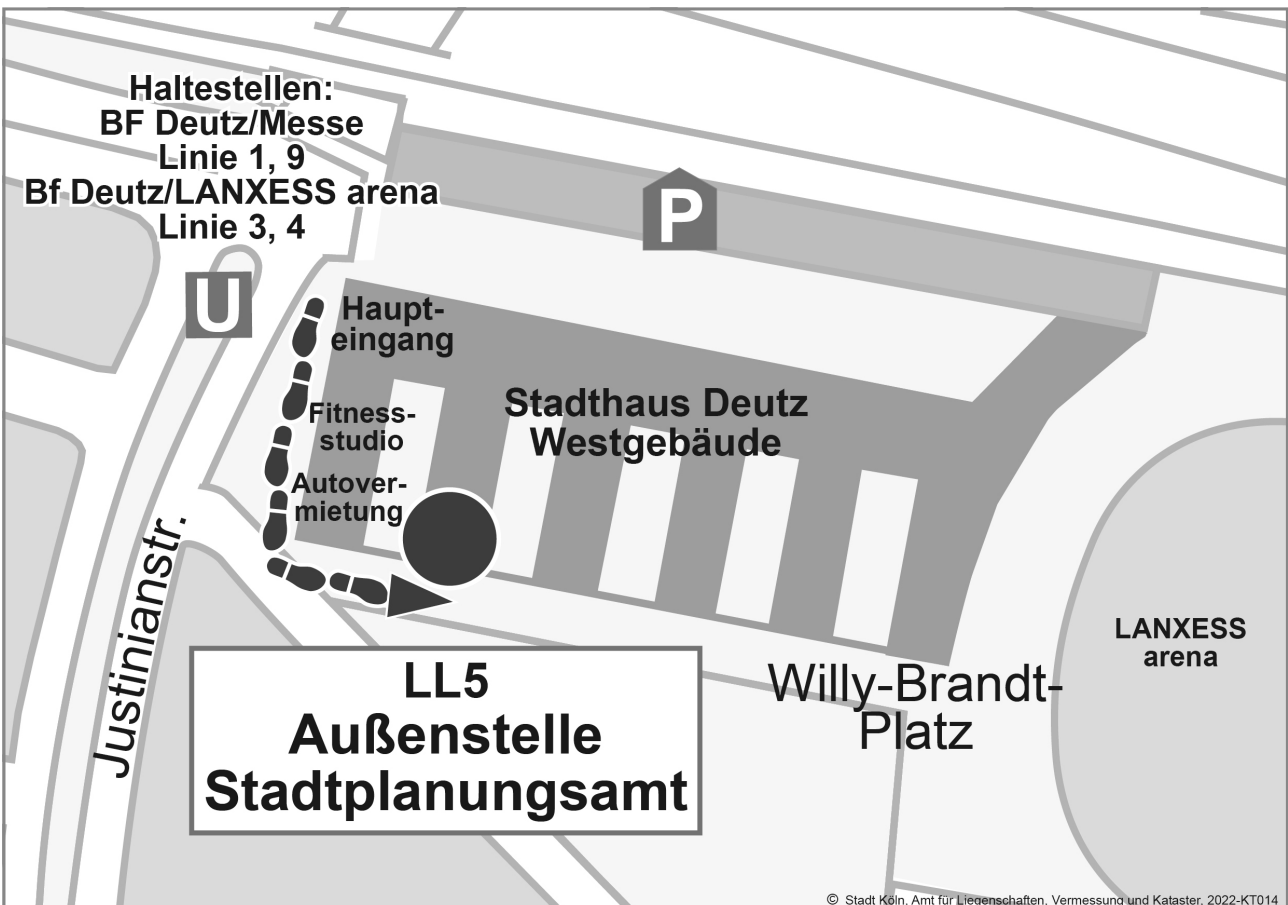 Haltestellen:
BF Deutz/Messe
Linie 1, 9
Bf Deutz/LANXESS arena
Linie 3, 4
P
U
Haupt-
eingang
Stadthaus Deutz
Westgebäude
Fitness-
studio
Autover-
mietung
Justinianstr.
LL5
Außenstelle
Stadtplanungsamt
Willy-Brandt-
Platz
LANXESS
arena
© Stadt Köln, Amt für Liegenschaften, Vermessung und Kataster, 2022-KT014